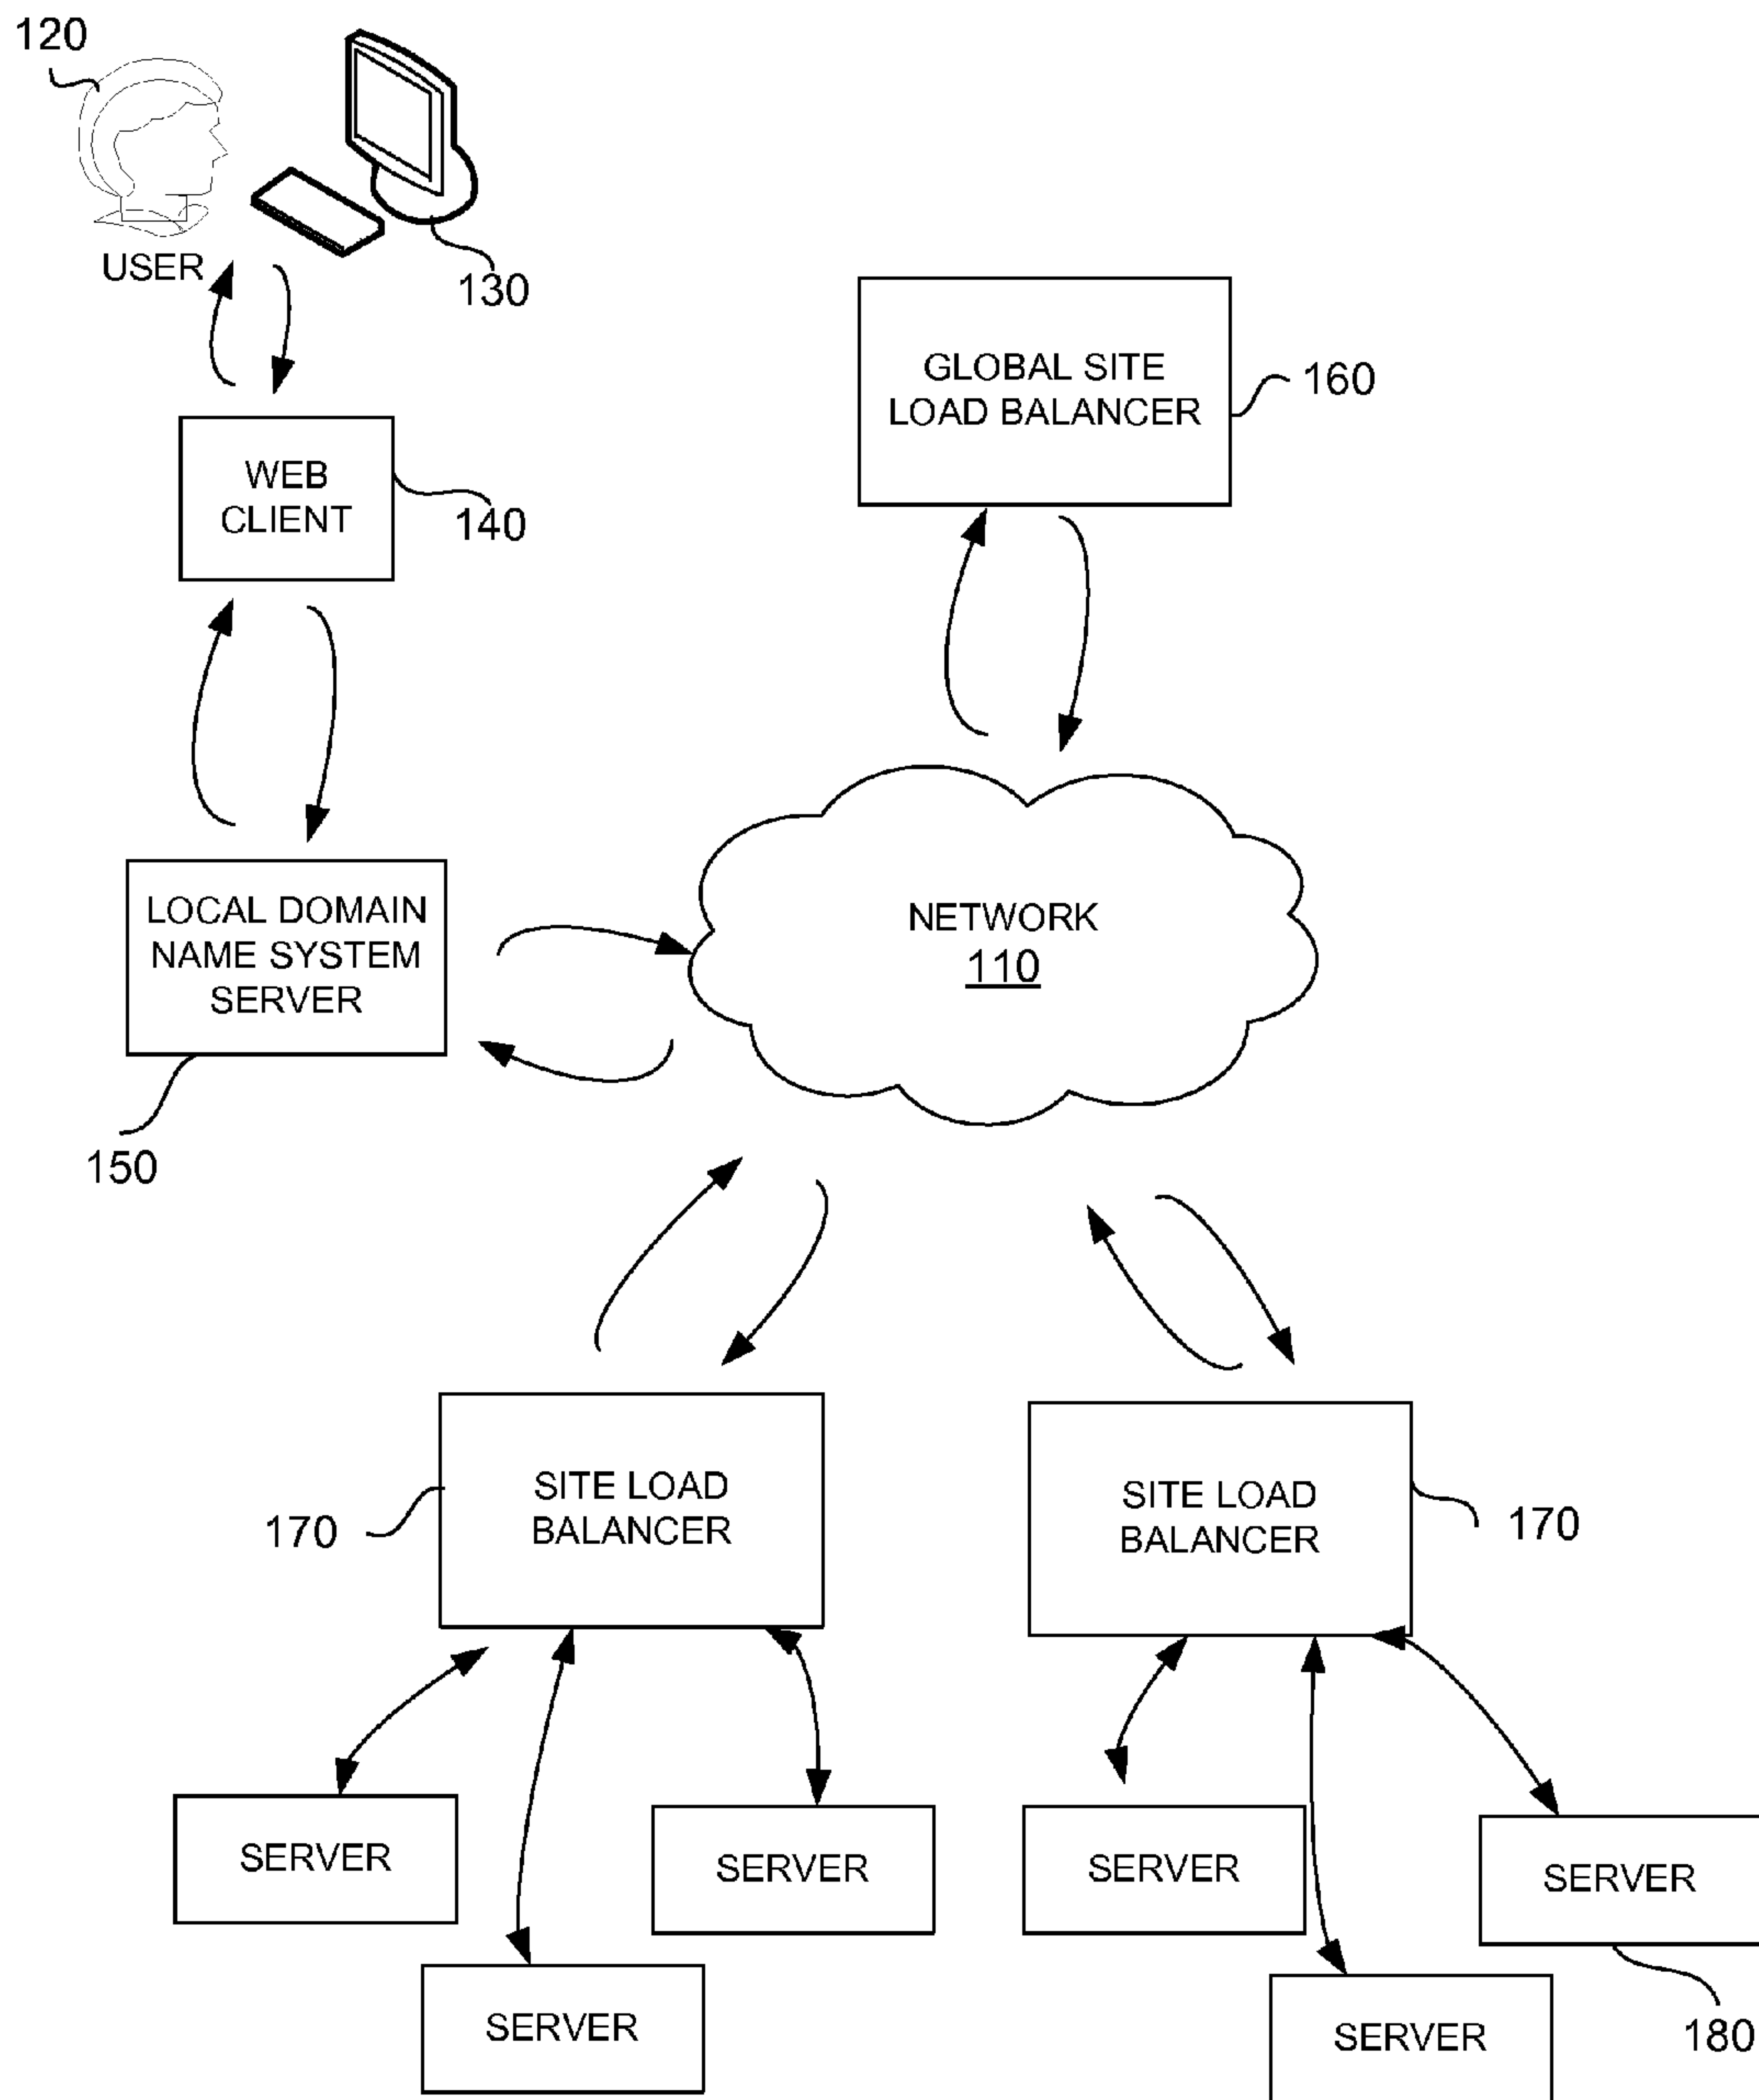 120
USER
130
GLOBAL SITE
LOAD BALANCER
160
WEB
CLIENT
140
LOCAL DOMAIN
NAME SYSTEM
SERVER
150
NETWORK
110
SITE LOAD
BALANCER
170
SITE LOAD
BALANCER
170
SERVER
SERVER
SERVER
SERVER
SERVER
SERVER
180